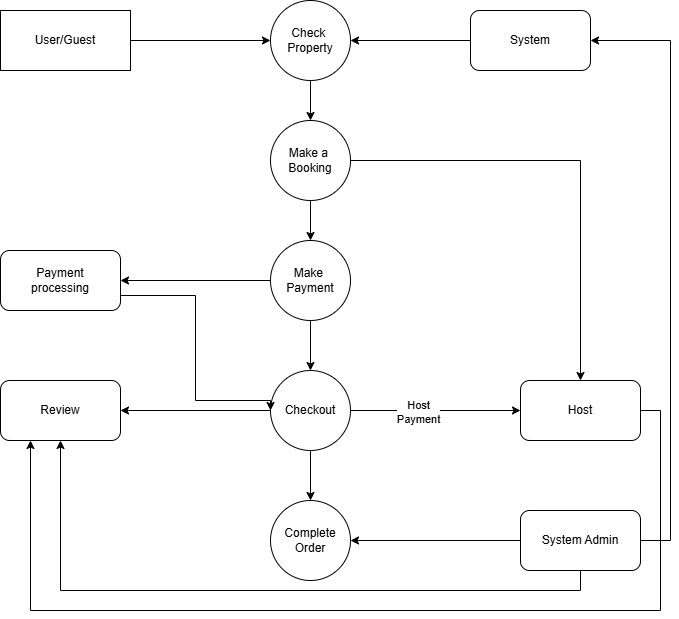 User/Guest
Check
Property
System
Make a
Booking
Payment
processing
Make
Payment
Review
Checkout
Host
Payment
Host
Complete
Order
System Admin